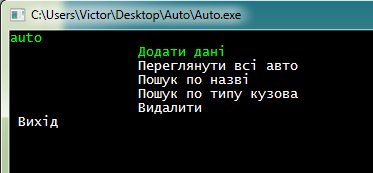 C:\Users\Victor\Desktop\Auto\Auto.exe
auto
Додати дані
Переглянути всі авто
Пошук по назві
Пошук по типу кузова
Видалити
Вихід